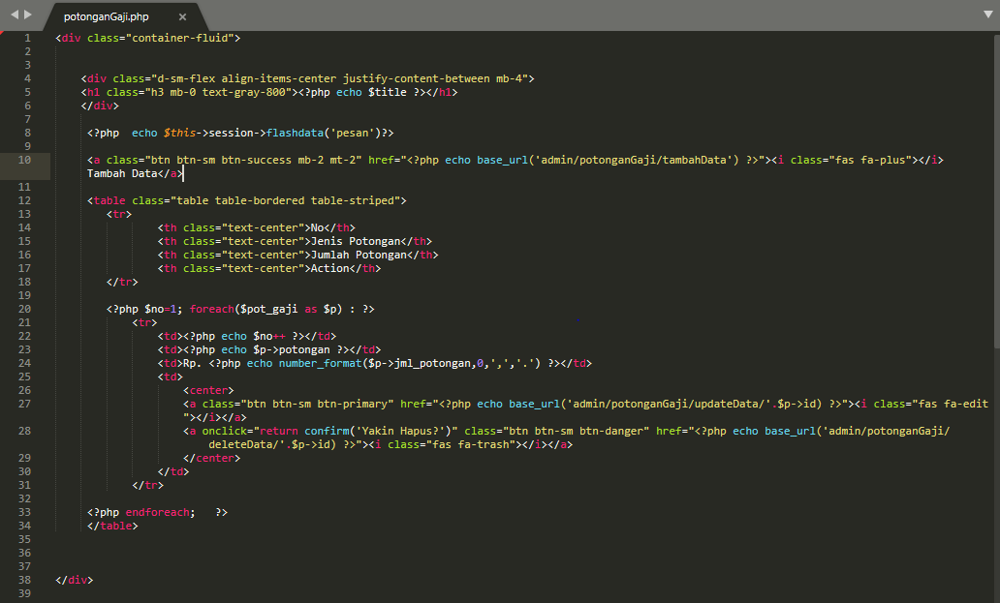 potonganGaji.php ×
1 <div class="container-fluid">
2
3
4 <div class="d-sm-flex align-items-center justify-content-between mb-4">
5 <h1 class="h3 mb-0 text-gray-800"><?php echo $title ?></h1>
6 </div>
7
8 <?php  echo $this->session->flashdata('pesan')?>
9
10 <a class="btn btn-sm btn-success mb-2 mt-2" href="<?php echo base_url('admin/potonganGaji/tambahData') ?>"><i class="fas fa-plus"></i>
Tambah Data</a>
11
12 <table class="table table-bordered table-striped">
13 <tr>
14 <th class="text-center">No</th>
15 <th class="text-center">Jenis Potongan</th>
16 <th class="text-center">Jumlah Potongan</th>
17 <th class="text-center">Action</th>
18 </tr>
19
20 <?php $no=1; foreach($pot_gaji as $p) : ?>
21 <tr>
22 <td><?php echo $no++ ?></td>
23 <td><?php echo $p->potongan ?></td>
24 <td>Rp. <?php echo number_format($p->jml_potongan,0,',','.') ?></td>
25 <td>
26 <center>
27 <a class="btn btn-sm btn-primary" href="<?php echo base_url('admin/potonganGaji/updateData/'.$p->id) ?>"><i class="fas fa-edit
"></i></a>
28 <a onclick="return confirm('Yakin Hapus?')" class="btn btn-sm btn-danger" href="<?php echo base_url('admin/potonganGaji/
deleteData/'.$p->id) ?>"><i class="fas fa-trash"></i></a>
29 </center>
30 </td>
31 </tr>
32
33 <?php endforeach;   ?>
34 </table>
35
36
37
38 </div>
39